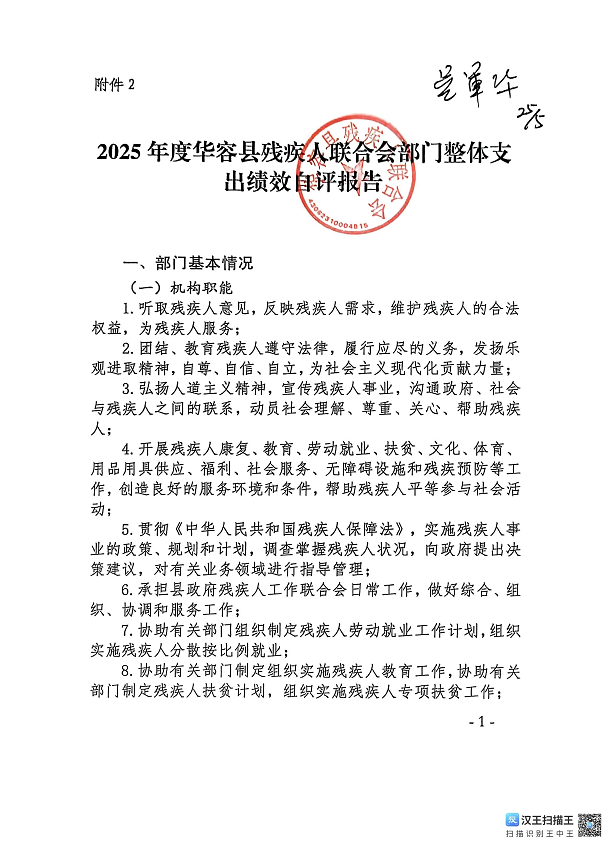 附件 2
2025 年度华容县残疾人联合会部门整体支
出绩效自评报告
华容县残疾人联合会
43062310004815
一、部门基本情况
（一）机构职能
1.听取残疾人意见，反映残疾人需求，维护残疾人的合法
权益，为残疾人服务；
2.团结、教育残疾人遵守法律，履行应尽的义务，发扬乐
观进取精神，自尊、自信、自立，为社会主义现代化贡献力量；
3.弘扬人道主义精神，宣传残疾人事业，沟通政府、社会
与残疾人之间的联系，动员社会理解、尊重、关心、帮助残疾
人；
4.开展残疾人康复、教育、劳动就业、扶贫、文化、体育、
用品用具供应、福利、社会服务、无障碍设施和残疾预防等工
作，创造良好的服务环境和条件，帮助残疾人平等参与社会活
动；
5.贯彻《中华人民共和国残疾人保障法》，实施残疾人事
业的政策、规划和计划，调查掌握残疾人状况，向政府提出决
策建议，对有关业务领域进行指导管理；
6.承担县政府残疾人工作联合会日常工作，做好综合、组
织、协调和服务工作；
7.协助有关部门组织制定残疾人劳动就业工作计划，组织
实施残疾人分散按比例就业；
8.协助有关部门制定组织实施残疾人教育工作，协助有关
部门制定残疾人扶贫计划，组织实施残疾人专项扶贫工作；
- 1 -
汉王扫描王
扫描识别王中王